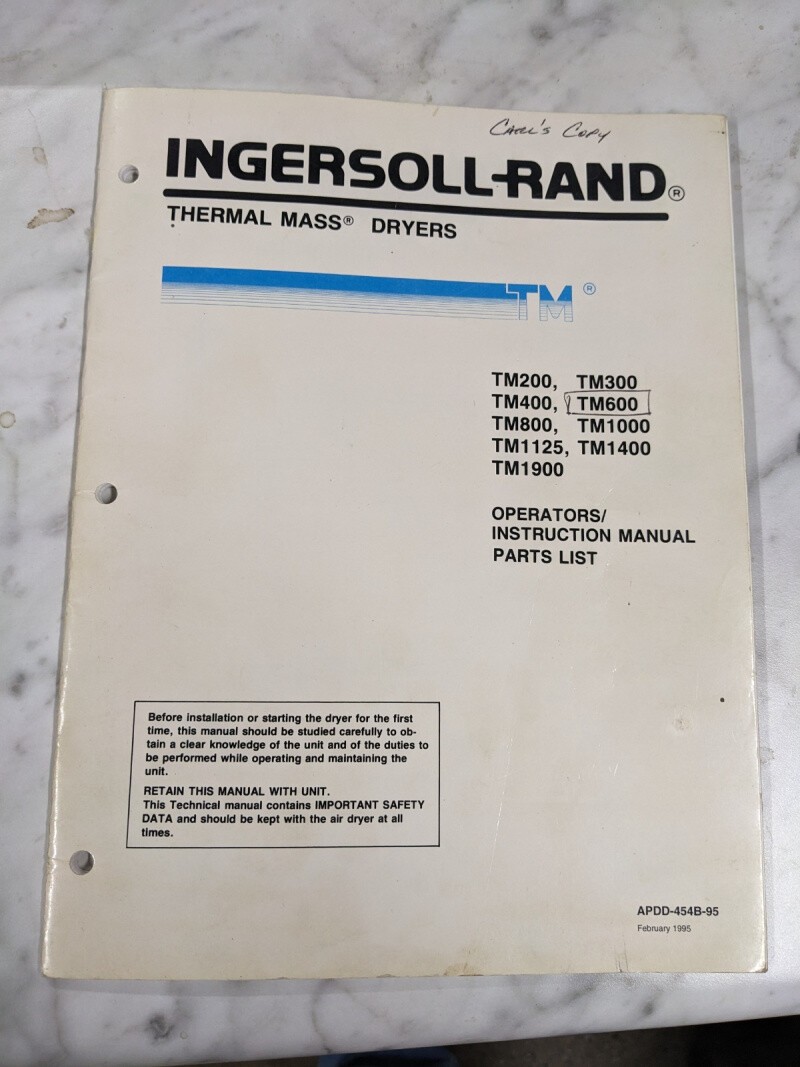 Copy
INGERSOLL-RAND®
THERMAL MASS® DRYERS
TM®
TM200, TM300
TM400, TM600
TM800, TM1000
TM1125, TM1400
TM1900
OPERATORS/
INSTRUCTION MANUAL
PARTS LIST
Before installation or starting the dryer for the first
time, this manual should be studied carefully to ob-
tain a clear knowledge of the unit and of the duties to
be performed while operating and maintaining the
unit.
RETAIN THIS MANUAL WITH UNIT.
This Technical manual contains IMPORTANT SAFETY
DATA and should be kept with the air dryer at all
times.
APDD-454B-95
February 1995